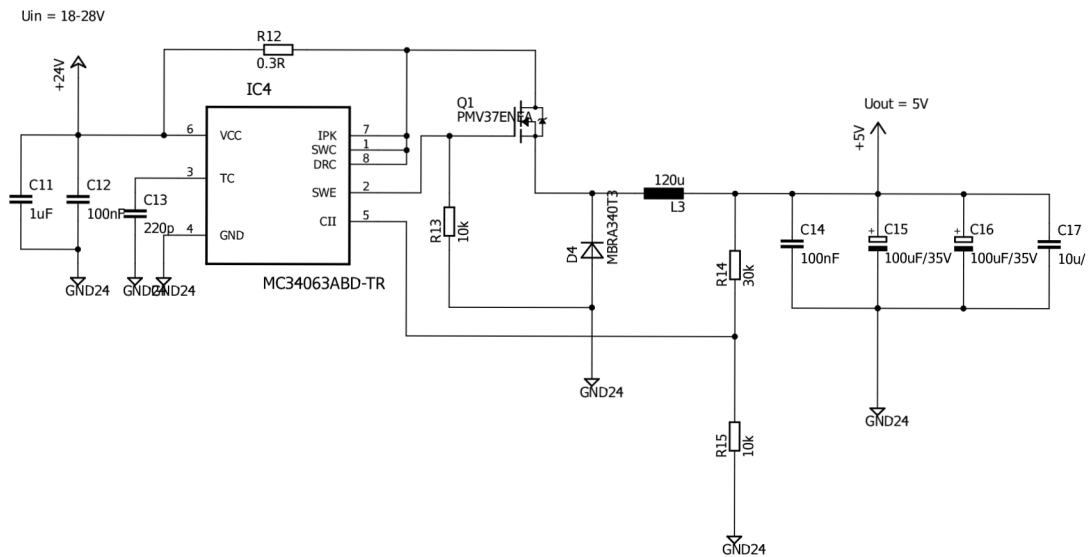 Uin = 18-28V
+24V
R12
0.3R
IC4
6
VCC
3
TC
4
GND
IPK
7
SWC
1
DRC
8
SWE
2
CII
5
MC34063ABD-TR
C11
1uF
C12
100nF
C13
220p
GND24
GND24
GND24
Q1
PMV37ENEA
R13
10k
D4
MBRA340T3
GND24
120u
L3
R14
30k
R15
10k
GND24
Uout = 5V
+5V
C14
100nF
+
C15
100uF/35V
+
C16
100uF/35V
C17
10u/
GND24